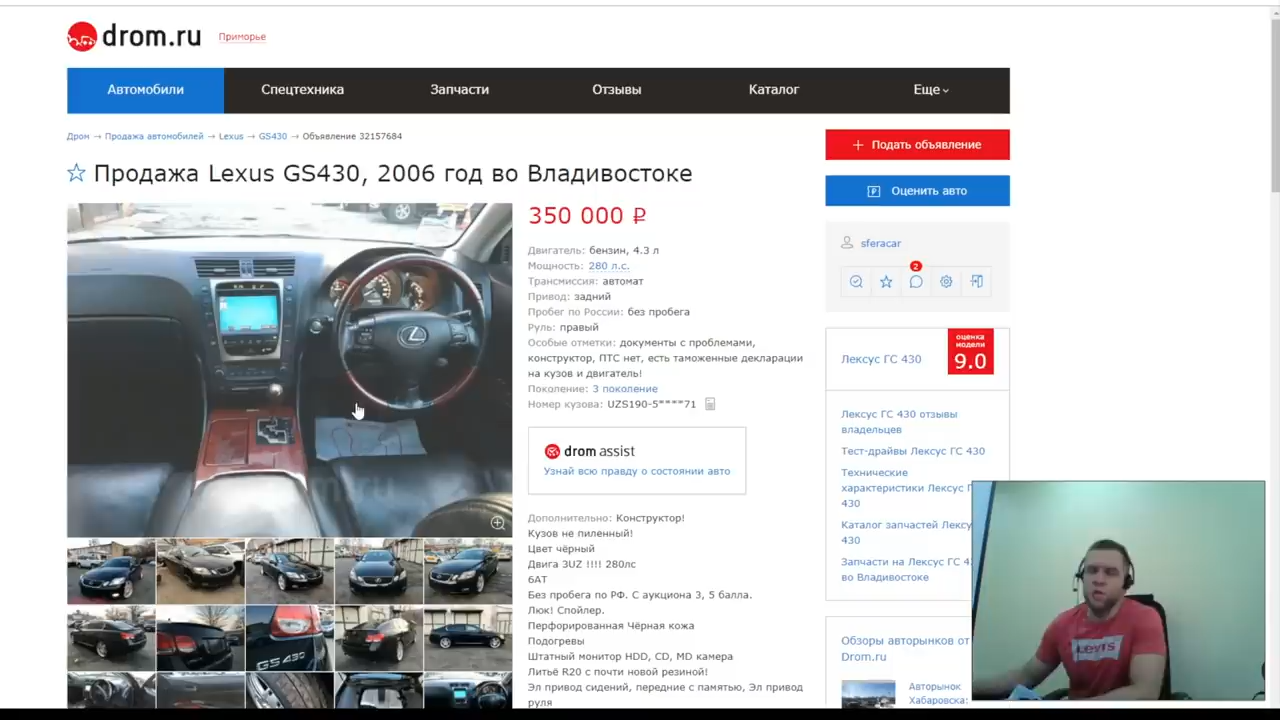 drom.ru
Приморье
Автомобили
Спецтехника
Запчасти
Отзывы
Каталог
Еще
Дром → Продажа автомобилей → Lexus → GS430 → Объявление 32157684
Продажа Lexus GS430, 2006 год во Владивостоке
350 000 ₽
Двигатель: бензин, 4.3 л
Мощность: 280 л.с.
Трансмиссия: автомат
Привод: задний
Пробег по России: без пробега
Руль: правый
Особые отметки: документы с проблемами,
конструктор, ПТС нет, есть таможенные декларации
на кузов и двигатель!
Поколение: 3 поколение
Номер кузова: UZS190-5****71
drom assist
Узнай всю правду о состоянии авто
Дополнительно: Конструктор!
Кузов не пиленный!
Цвет чёрный
Двига 3UZ !!!! 280лс
6АТ
Без пробега по РФ. С аукциона 3, 5 балла.
Люк! Спойлер.
Перфорированная Чёрная кожа
Подогревы
Штатный монитор HDD, CD, MD камера
Литьё R20 с почти новой резиной!
Эл привод сидений, передние с памятью, Эл привод
руля
GS430
+ Подать объявление
₽ Оценить авто
sferacar
2
Лексус ГС 430
оценка
модели
9.0
Лексус ГС 430 отзывы
владельцев
Тест-драйвы Лексус ГС 430
Технические
характеристики Лексус Г
430
Каталог запчастей Лексу
430
Запчасти на Лексус ГС 4
во Владивостоке
Обзоры авторынков от
Drom.ru
Авторынок
Хабаровска:
LEVI'S